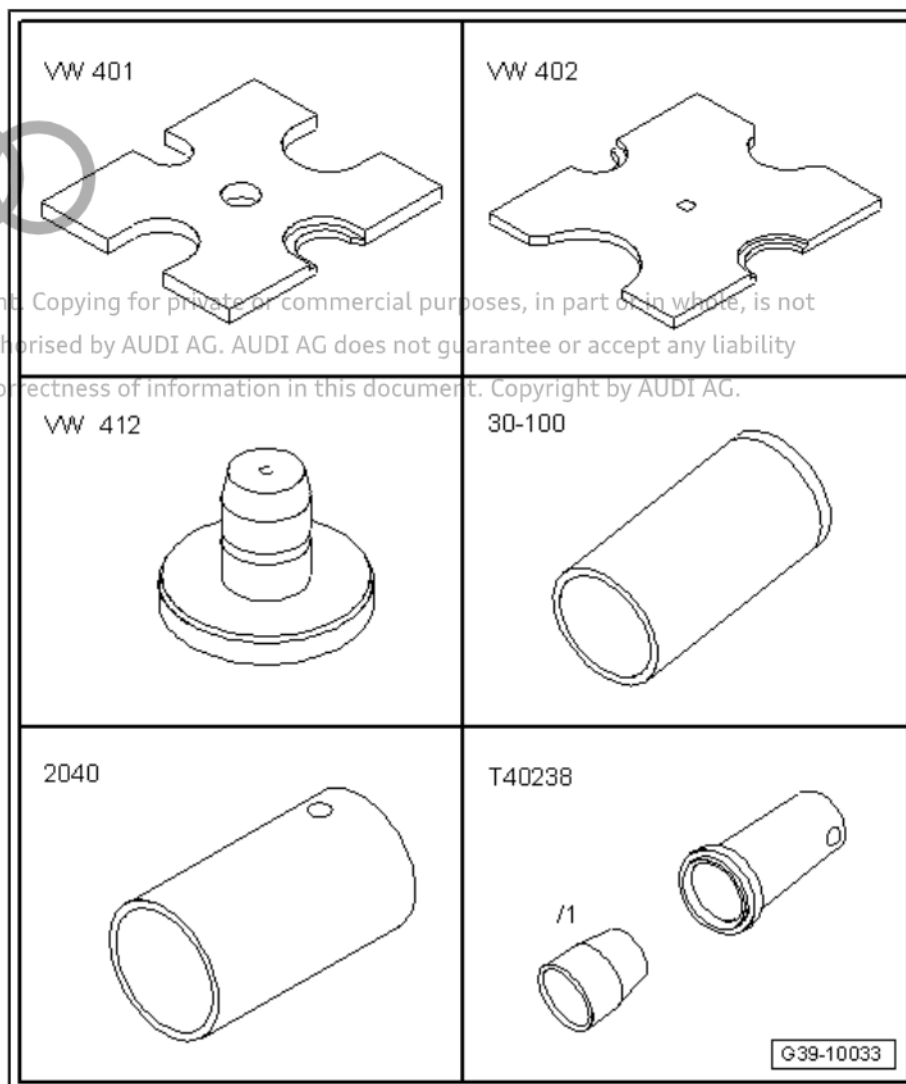 VW 401
VW 402
nt. Copying for private or commercial purposes, in part or in whole, is not
horised by AUDI AG. AUDI AG does not guarantee or accept any liability
orrectness of information in this document. Copyright by AUDI AG.
VW 412
30-100
2040
T40238
/1
G39-10033